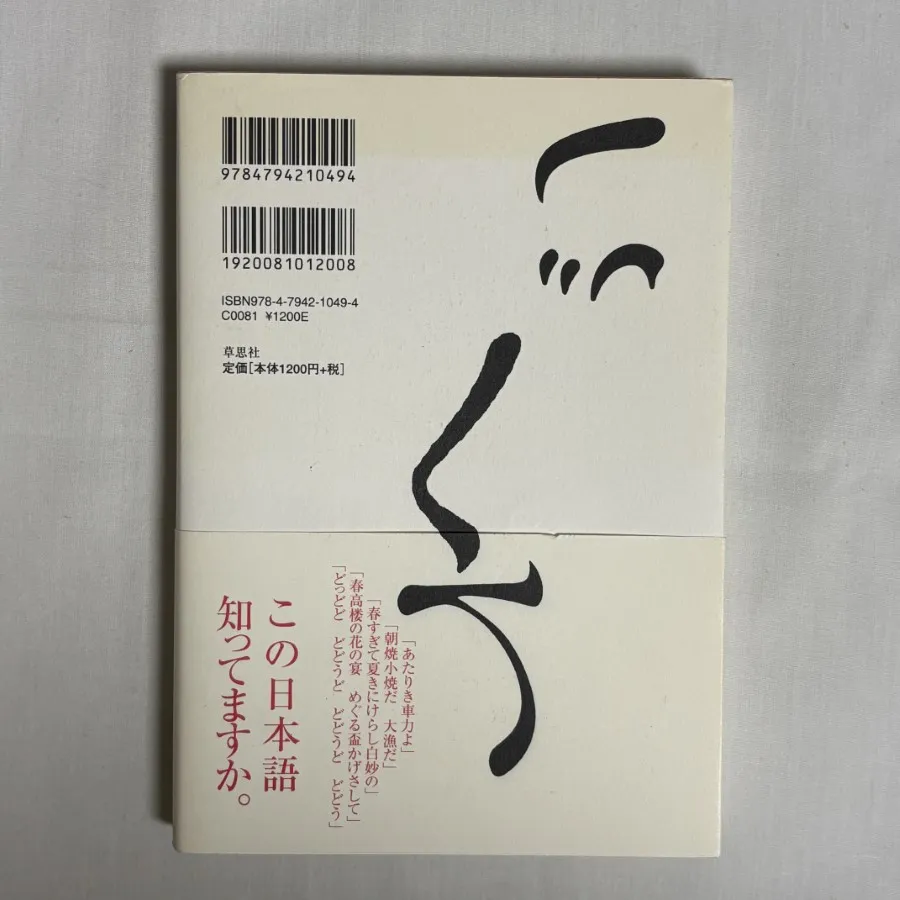 9784794210494
1920081012008
ISBN978-4-7942-1049-4
C0081 ¥1200E
草思社
定価[本体1200円+税]
「あたりき車力よ」
「朝焼小焼だ　大漁だ」
「春すぎて夏きにけらし白妙の」
「春高楼の花の宴　めぐる盃かげさして」
「どっどど　どどうど　どどうど　どどう」
この日本語
知ってますか。